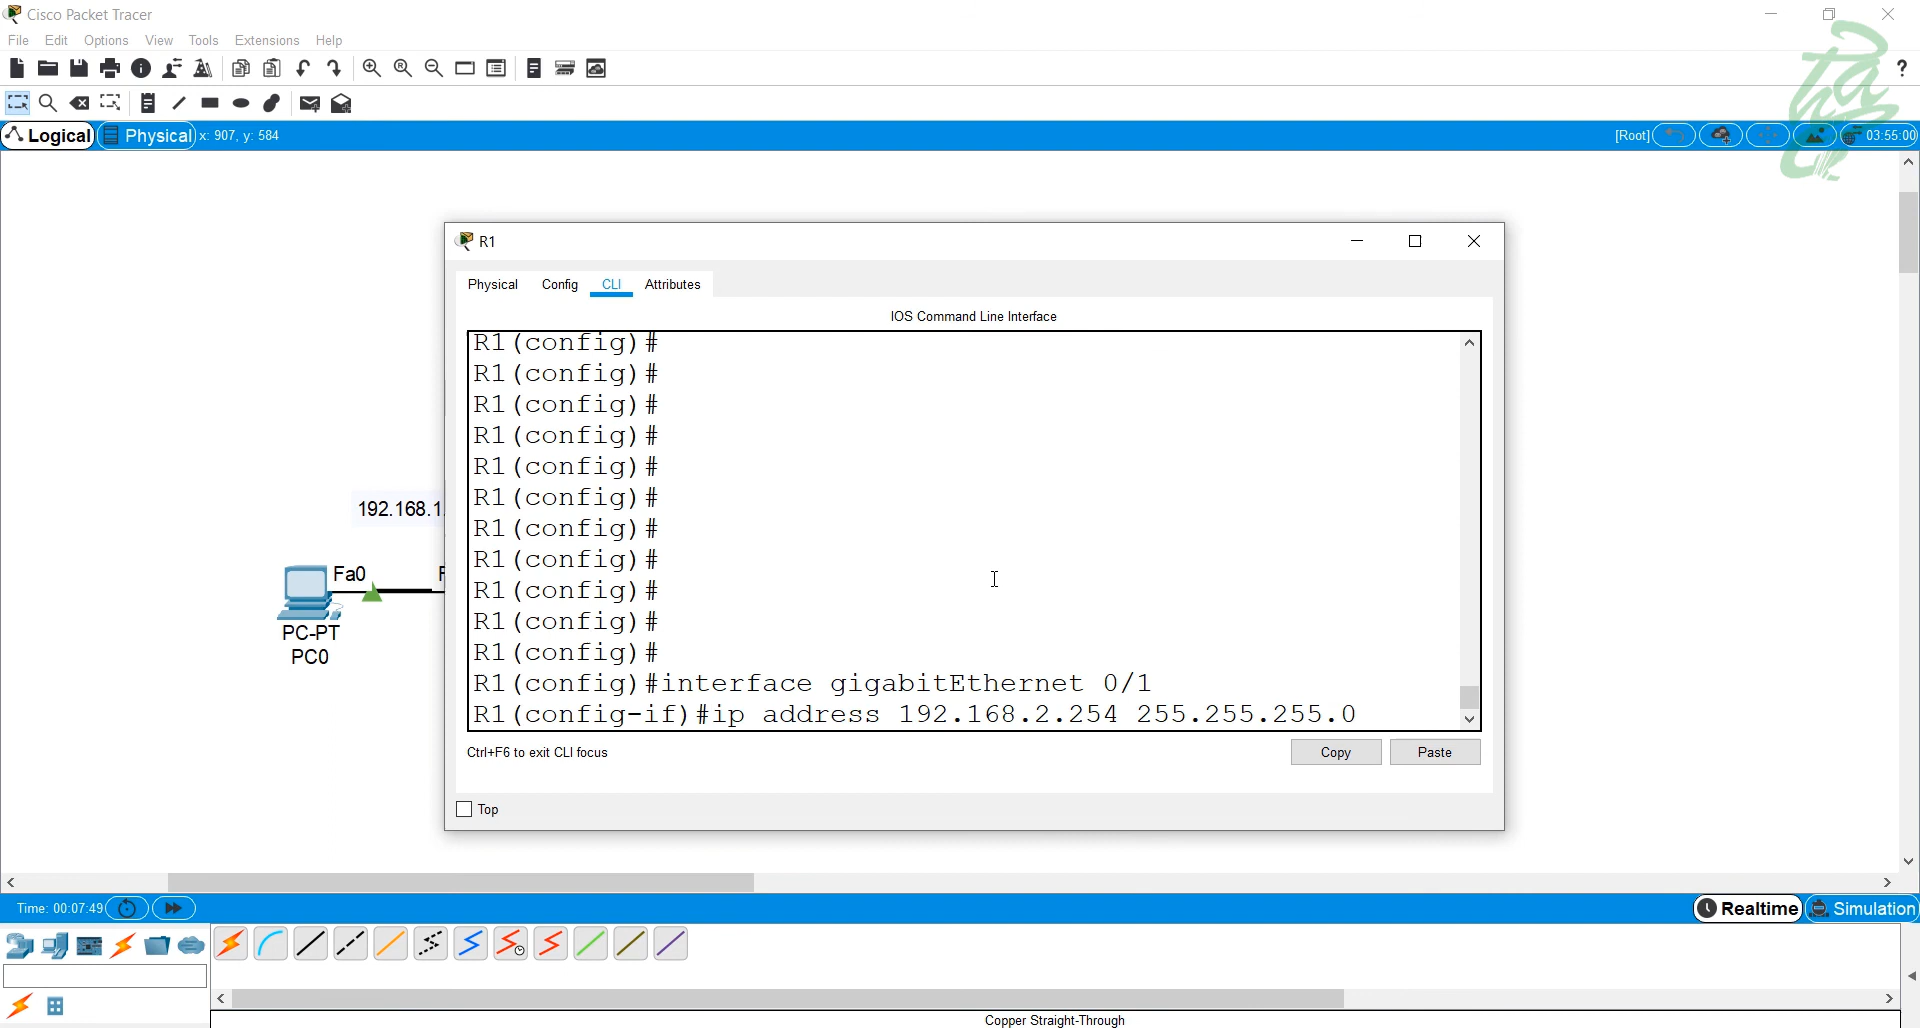 Cisco Packet Tracer
File Edit Options View Tools Extensions Help
?
Logical Physical x: 907, y: 584 [Root] 03:55:00
R1
Physical Config CLI Attributes
IOS Command Line Interface
R1(config)#
R1(config)#
R1(config)#
R1(config)#
R1(config)#
R1(config)#
R1(config)#
R1(config)#
R1(config)#
R1(config)#
R1(config)#
R1(config)#interface gigabitEthernet 0/1
R1(config-if)#ip address 192.168.2.254 255.255.255.0
Ctrl+F6 to exit CLI focus
Copy Paste
Top
192.168.1.
Fa0 F
PC-PT
PC0
Time: 00:07:49 Realtime Simulation
Copper Straight-Through